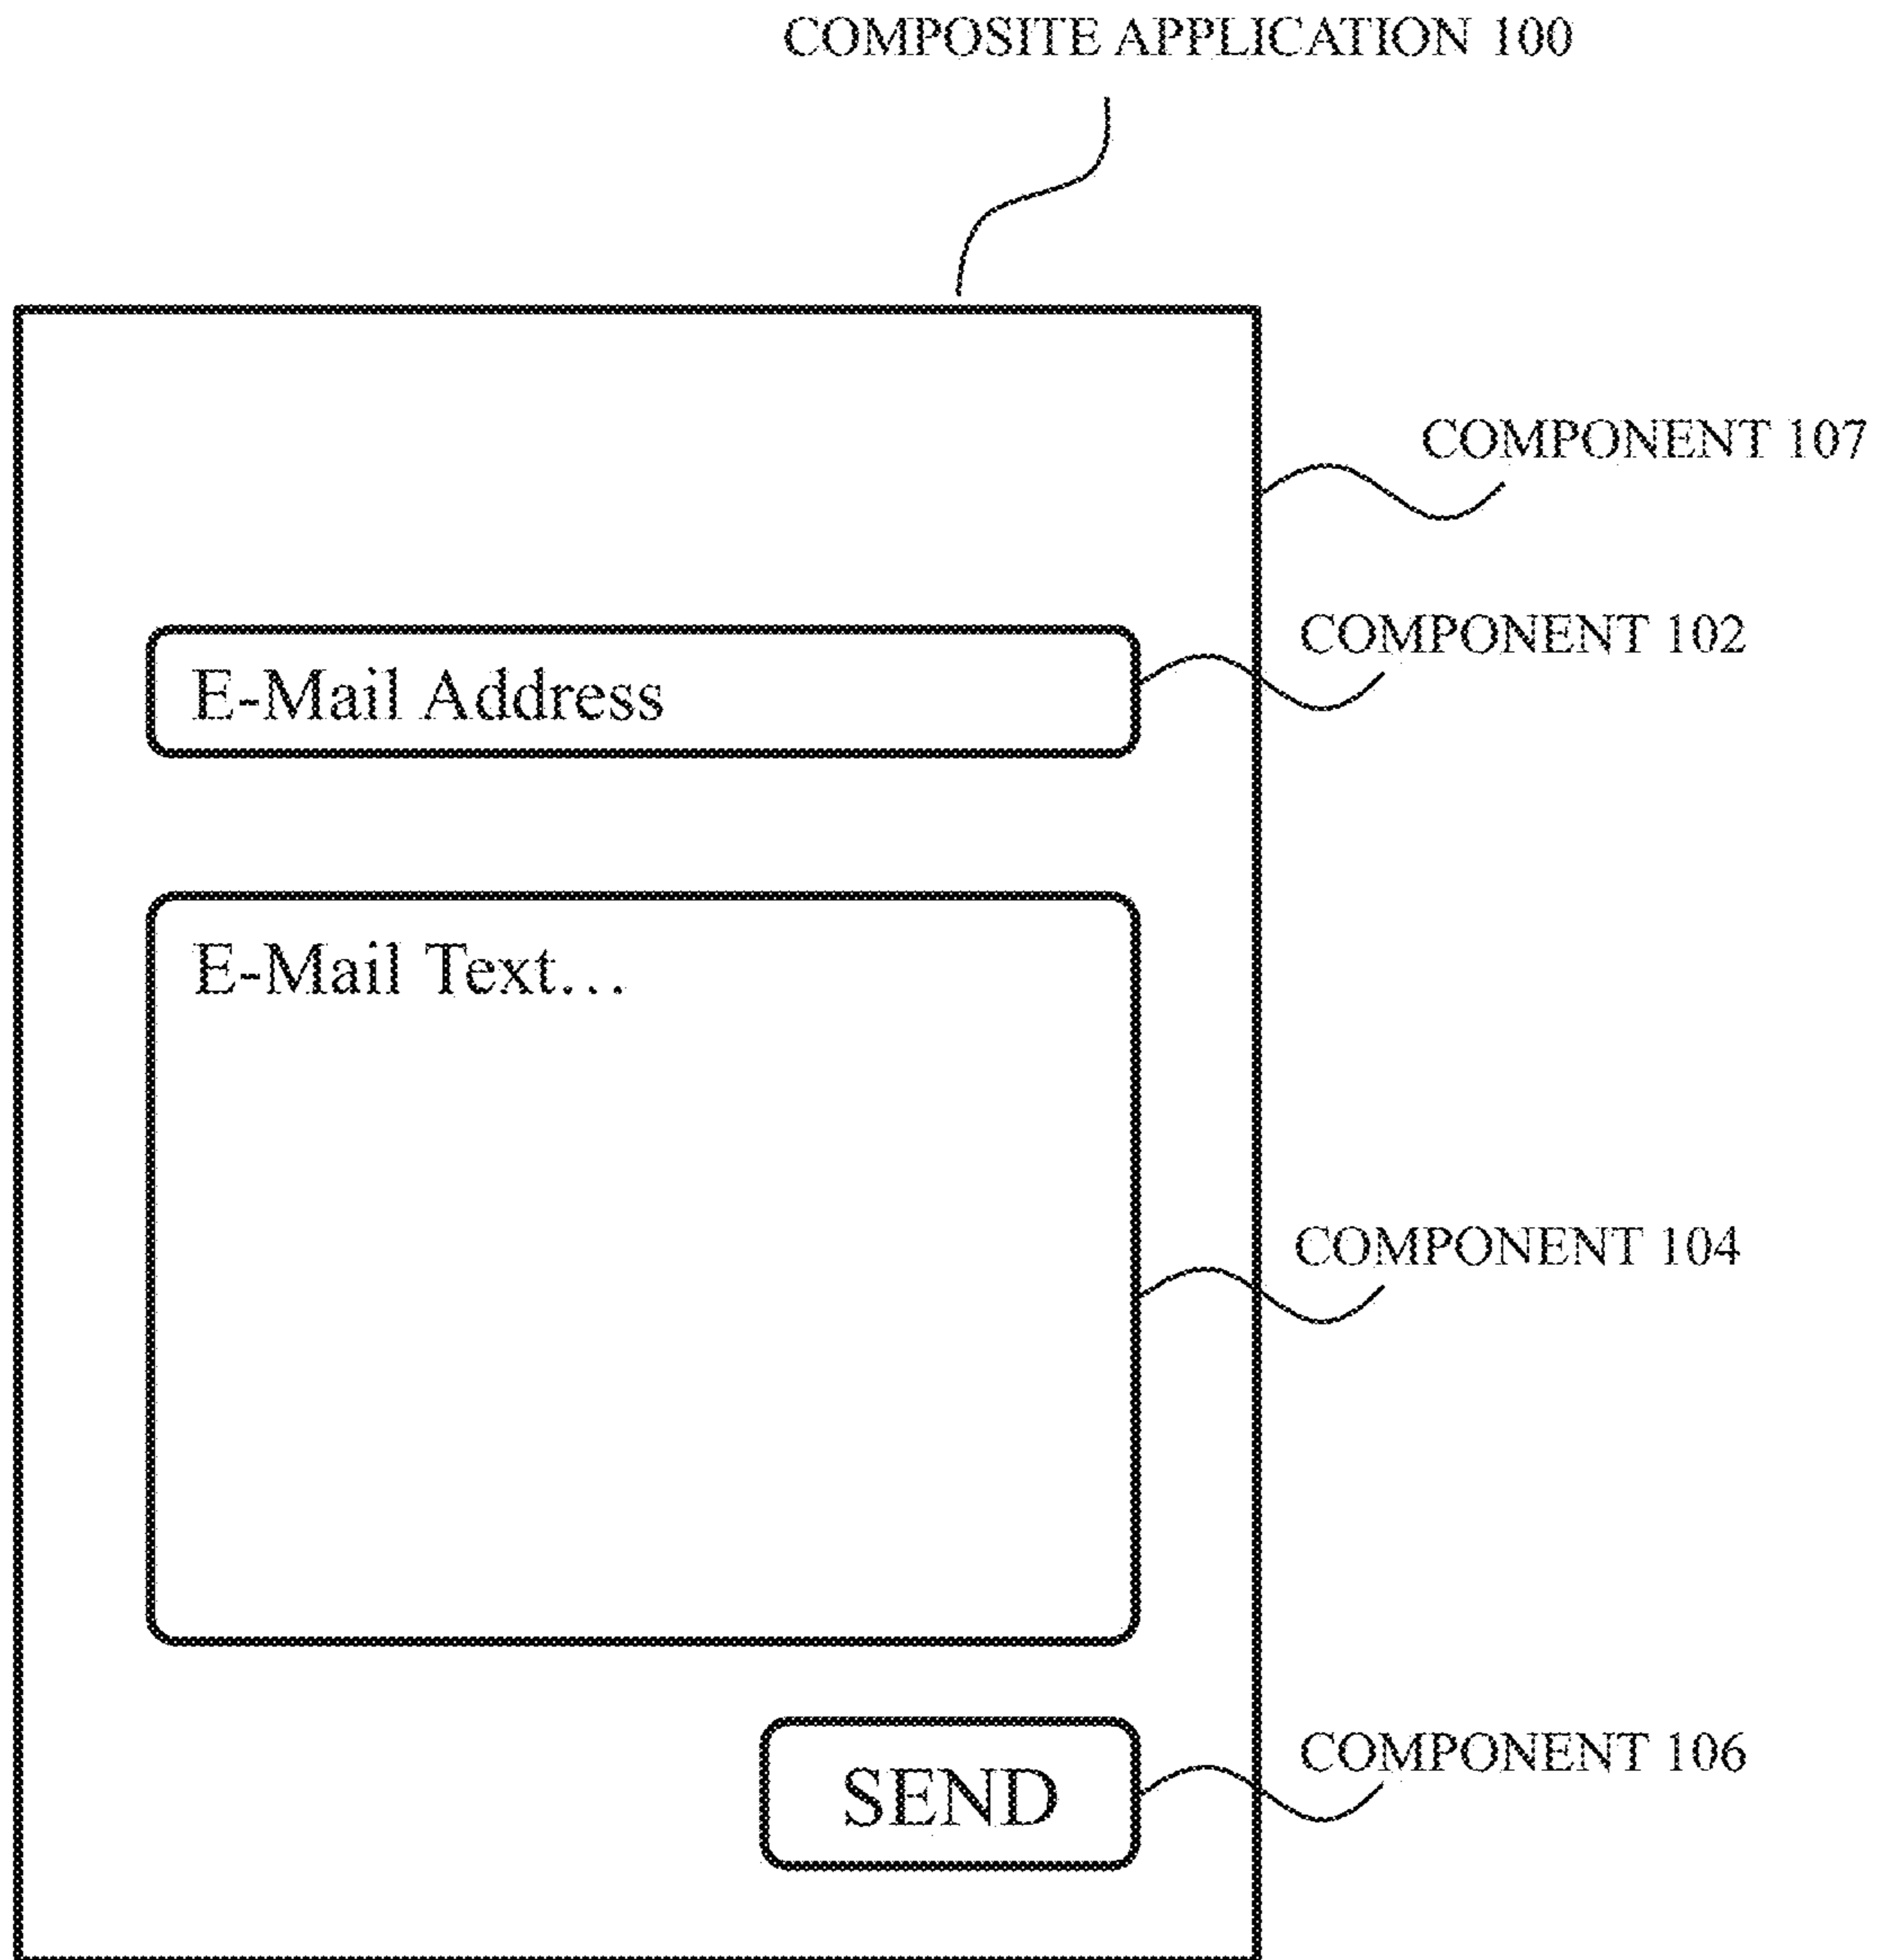 COMPOSITE APPLICATION 100
COMPONENT 107
COMPONENT 102
E-Mail Address
E-Mail Text...
COMPONENT 104
COMPONENT 106
SEND